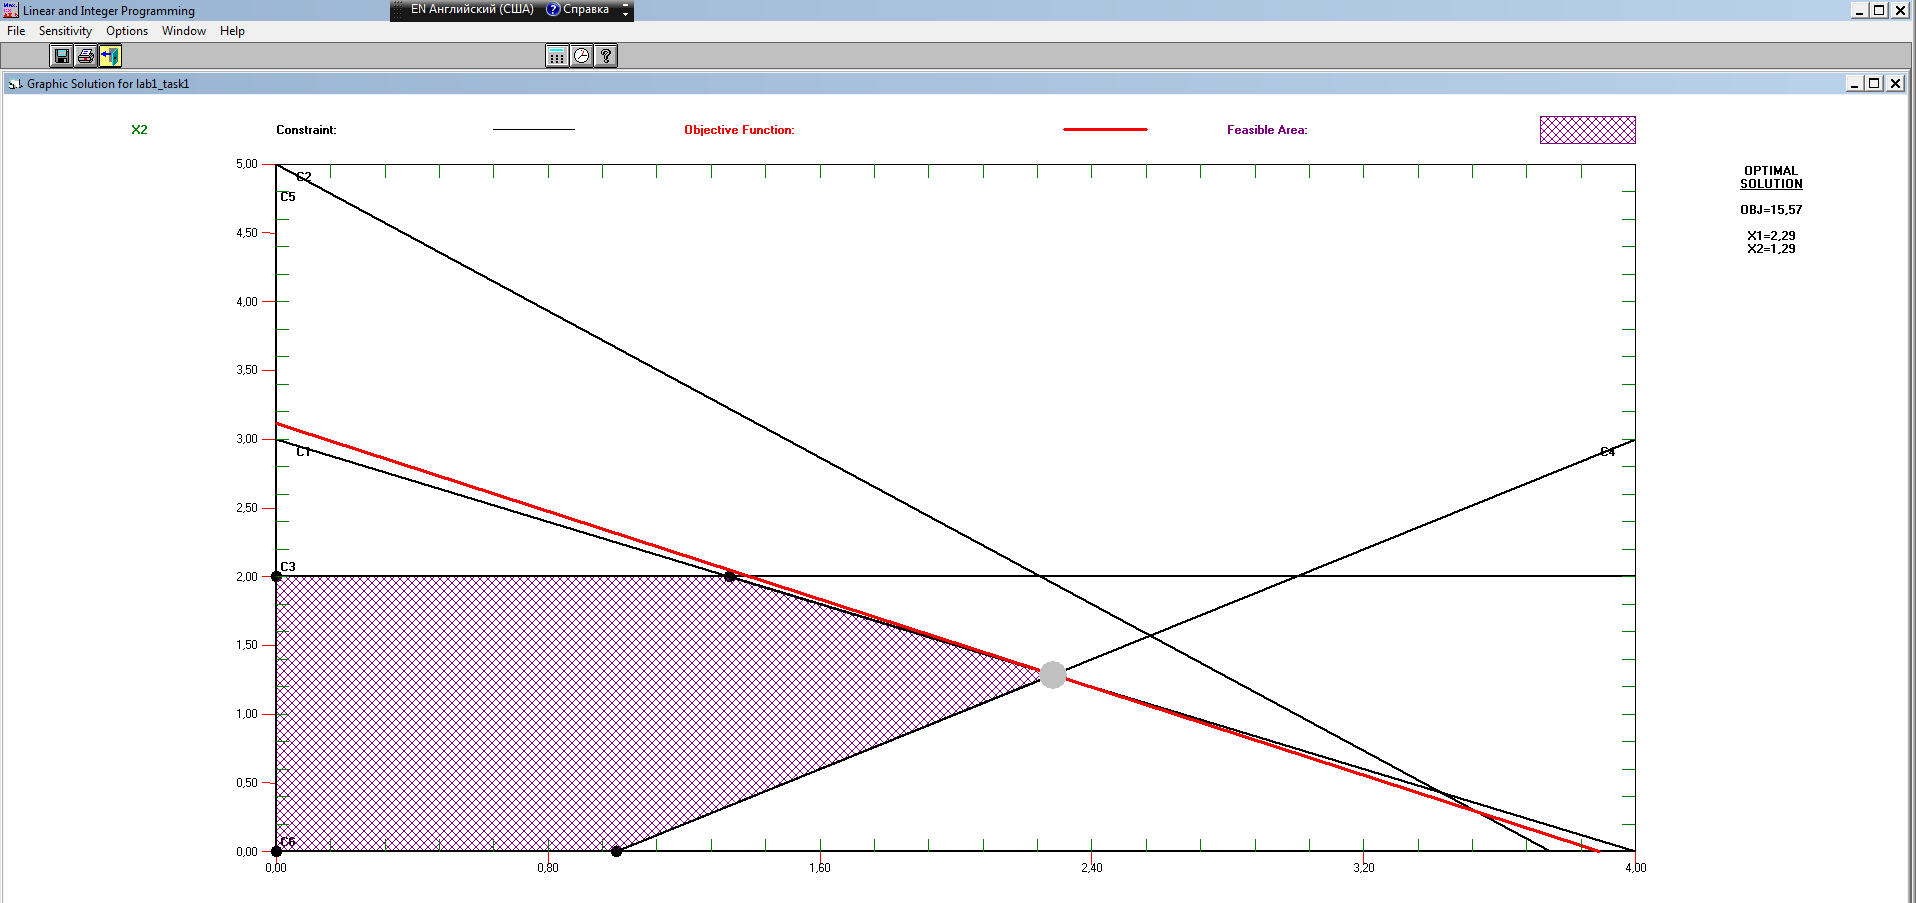 Linear and Integer Programming
EN Английский (США) Справка
File Sensitivity Options Window Help
Graphic Solution for lab1_task1
X2 Constraint: Objective Function: Feasible Area:
5,00
C2
C5
4,50
4,00
3,50
3,00
C1
C4
2,50
C3
2,00
1,50
1,00
0,50
C6
0,00
0,00 0,80 1,60 2,40 3,20 4,00
OPTIMAL
SOLUTION
OBJ=15,57
X1=2,29
X2=1,29